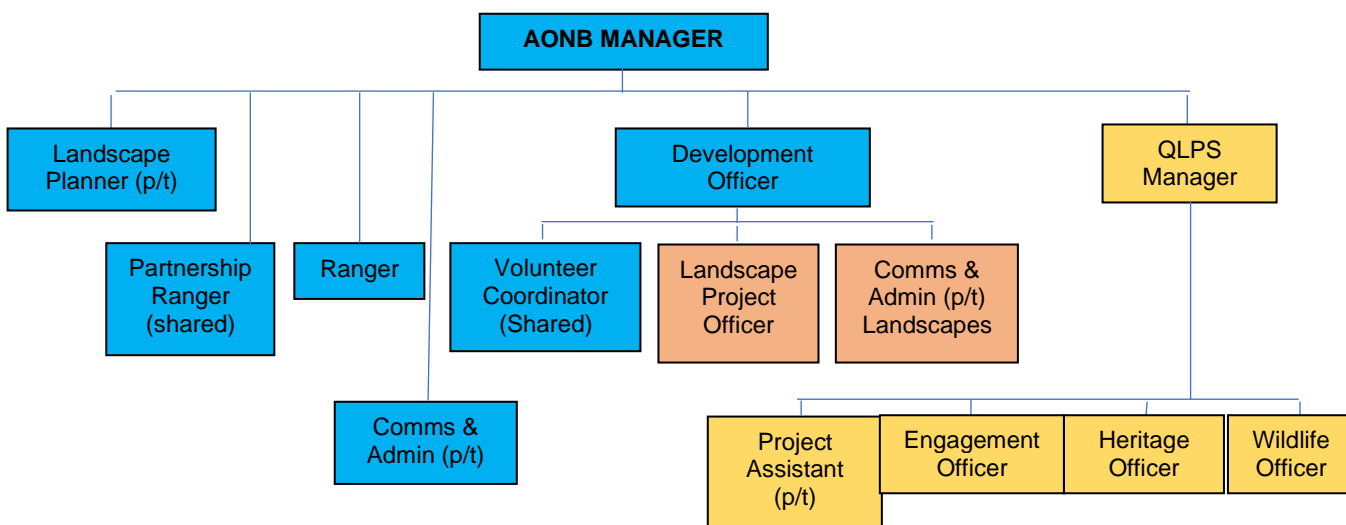 AONB MANAGER
Landscape
Planner (p/t)
Development
Officer
QLPS
Manager
Partnership
Ranger
(shared)
Ranger
Volunteer
Coordinator
(Shared)
Landscape
Project
Officer
Comms &
Admin (p/t)
Landscapes
Comms &
Admin (p/t)
Project
Assistant
(p/t)
Engagement
Officer
Heritage
Officer
Wildlife
Officer